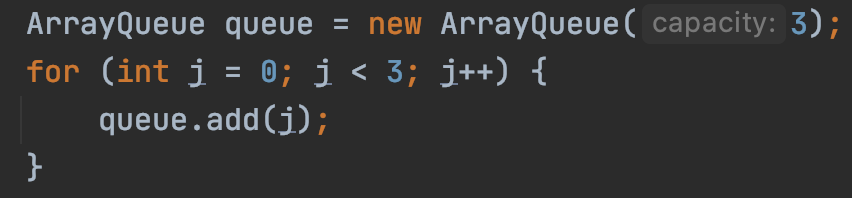 ArrayQueue queue = new ArrayQueue( capacity: 3);
for (int j = 0; j < 3; j++) {
    queue.add(j);
}